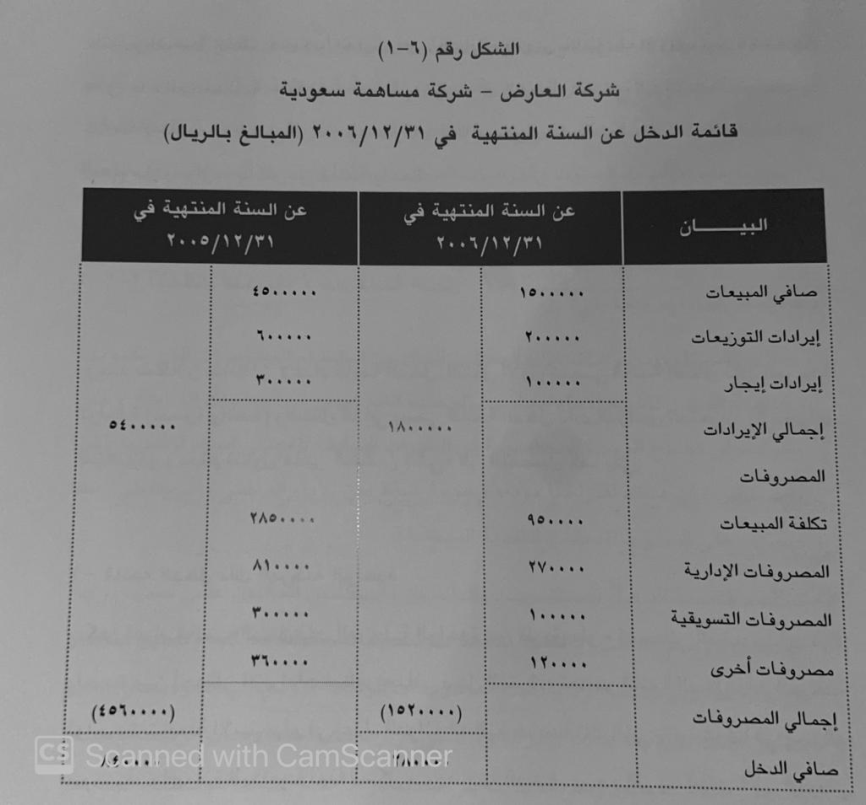 الشكل رقم (٦-١)
شركة العارض - شركة مساهمة سعودية
قائمة الدخل عن السنة المنتهية في ٢٠٠٦/١٢/٣١ (المبالغ بالريال)
البيـــــان عن السنة المنتهية في ٢٠٠٦/١٢/٣١ عن السنة المنتهية في ٢٠٠٥/١٢/٣١
صافي المبيعات ١٥٠٠٠٠٠ ٤٥٠٠٠٠٠
إيرادات التوزيعات ٢٠٠٠٠٠ ٦٠٠٠٠٠
إيرادات إيجار ١٠٠٠٠٠ ٣٠٠٠٠٠
إجمالي الإيرادات ١٨٠٠٠٠٠ ٥٤٠٠٠٠٠
المصروفات
تكلفة المبيعات ٩٥٠٠٠٠ ٢٨٥٠٠٠٠
المصروفات الإدارية ٢٧٠٠٠٠ ٨١٠٠٠٠
المصروفات التسويقية ١٠٠٠٠٠ ٣٠٠٠٠٠
مصروفات أخرى ١٢٠٠٠٠ ٣٦٠٠٠٠
إجمالي المصروفات (١٥٢٠٠٠٠) (٤٥٦٠٠٠٠)
صافي الدخل
CS Scanned with CamScanner